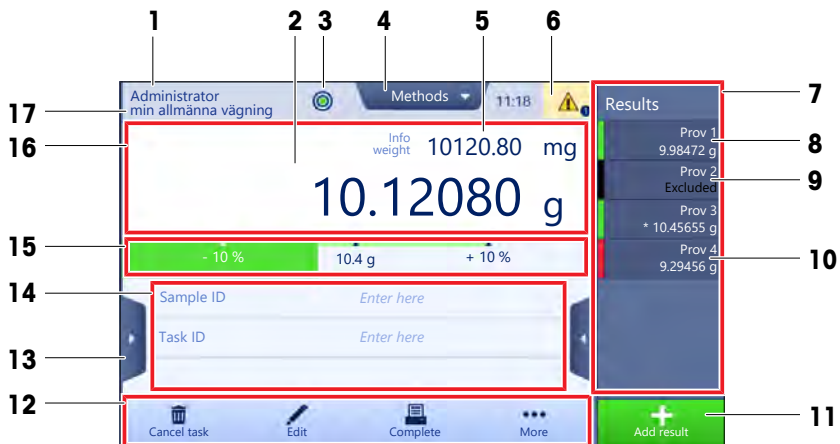 1
2
3
4
5
6
7
8
9
10
11
12
13
14
15
16
17
Administrator
min allmänna vägning
Methods
11:18
Info
weight
10120.80 mg
10.12080 g
- 10 %
10.4 g
+ 10 %
Sample ID
Enter here
Task ID
Enter here
Cancel task
Edit
Complete
More
Results
Prov 1
9.98472 g
Prov 2
Excluded
Prov 3
* 10.45655 g
Prov 4
9.29456 g
Add result